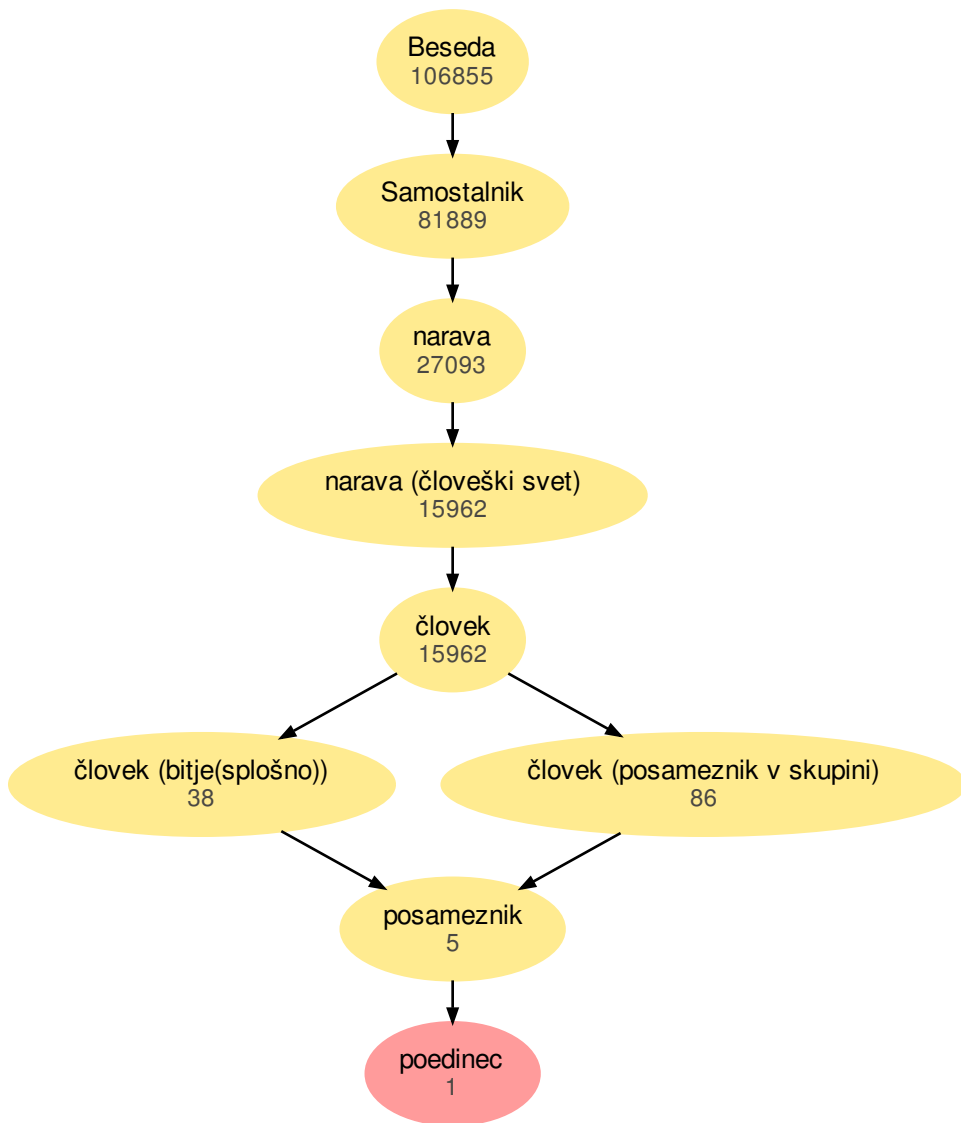 Beseda
106855
Samostalnik
81889
narava
27093
narava (človeški svet)
15962
človek
15962
človek (bitje(splošno))
38
človek (posameznik v skupini)
86
posameznik
5
poedinec
1